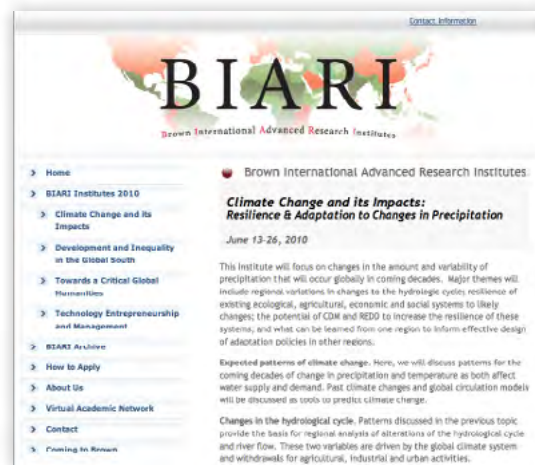 Contact Information
BIARI
Brown International Advanced Research Institutes
Home
BIARI Institutes 2010
Climate Change and its
Impacts
Development and Inequality
in the Global South
Towards a Critical Global
Humanities
Technology Entrepreneurship
and Management
BIARI Archive
How to Apply
About Us
Virtual Academic Network
Contact
Coming to Brown
Brown International Advanced Research Institutes
Climate Change and its Impacts:
Resilience & Adaptation to Changes in Precipitation
June 13-26, 2010
This institute will focus on changes in the amount and variability of
precipitation that will occur globally in coming decades. Major themes will
include regional variations in changes to the hydrologic cycle; resilience of
existing ecological, agricultural, economic and social systems to likely
changes; the potential of CDM and REDD to increase the resilience of these
systems; and what can be learned from one region to inform effective design
of adaptation policies in other regions.
Expected patterns of climate change. Here, we will discuss patterns for the
coming decades of change in precipitation and temperature as both affect
water supply and demand. Past climate changes and global circulation models
will be discussed as tools to predict climate change.
Changes in the hydrological cycle. Patterns discussed in the previous topic
provide the basis for regional analysis of alterations of the hydrological cycle
and river flow. These two variables are driven by the global climate system
and withdrawals for agricultural, industrial and urban activities.